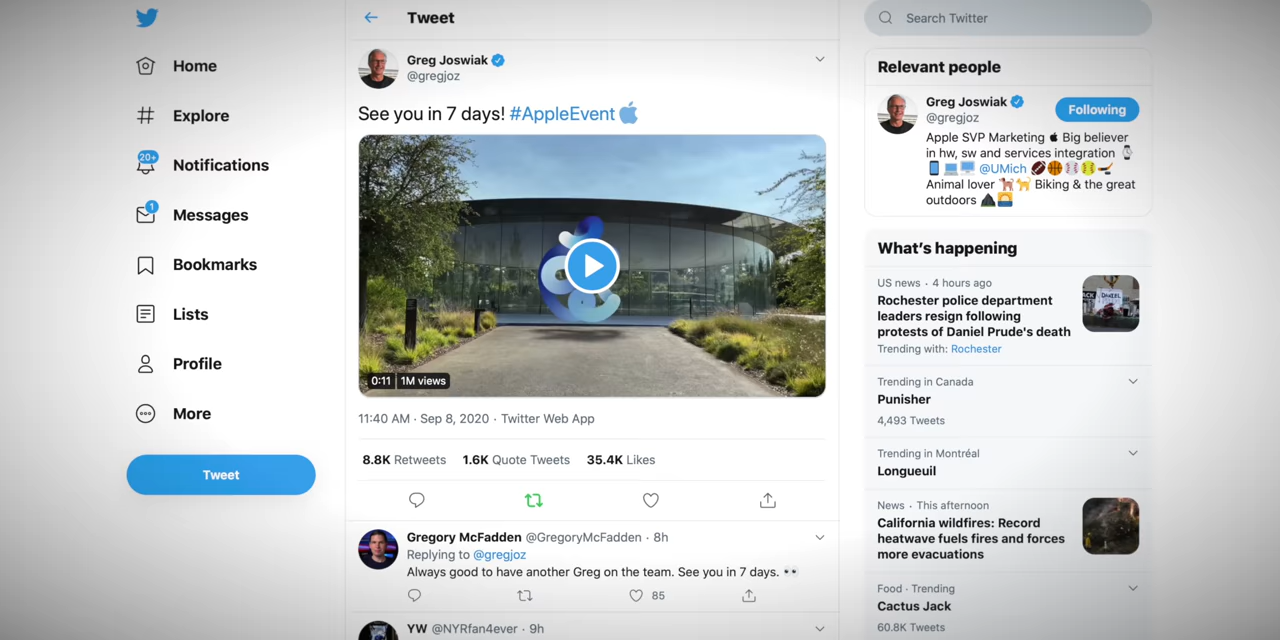 Home
Explore
20+
Notifications
1
Messages
Bookmarks
Lists
Profile
More
Tweet
Tweet
Greg Joswiak
@gregjoz
See you in 7 days! #AppleEvent
0:11 1M views
11:40 AM · Sep 8, 2020 · Twitter Web App
8.8K Retweets 1.6K Quote Tweets 35.4K Likes
Gregory McFadden @GregoryMcFadden · 8h
Replying to @gregjoz
Always good to have another Greg on the team. See you in 7 days. 👀
85
YW @NYRfan4ever · 9h
Search Twitter
Relevant people
Greg Joswiak
@gregjoz
Following
Apple SVP Marketing Big believer
in hw, sw and services integration
@UMich
Animal lover Biking & the great
outdoors
What's happening
US news · 4 hours ago
Rochester police department
leaders resign following
protests of Daniel Prude's death
Trending with: Rochester
Trending in Canada
Punisher
4,493 Tweets
Trending in Montréal
Longueuil
News · This afternoon
California wildfires: Record
heatwave fuels fires and forces
more evacuations
Food · Trending
Cactus Jack
60.8K Tweets